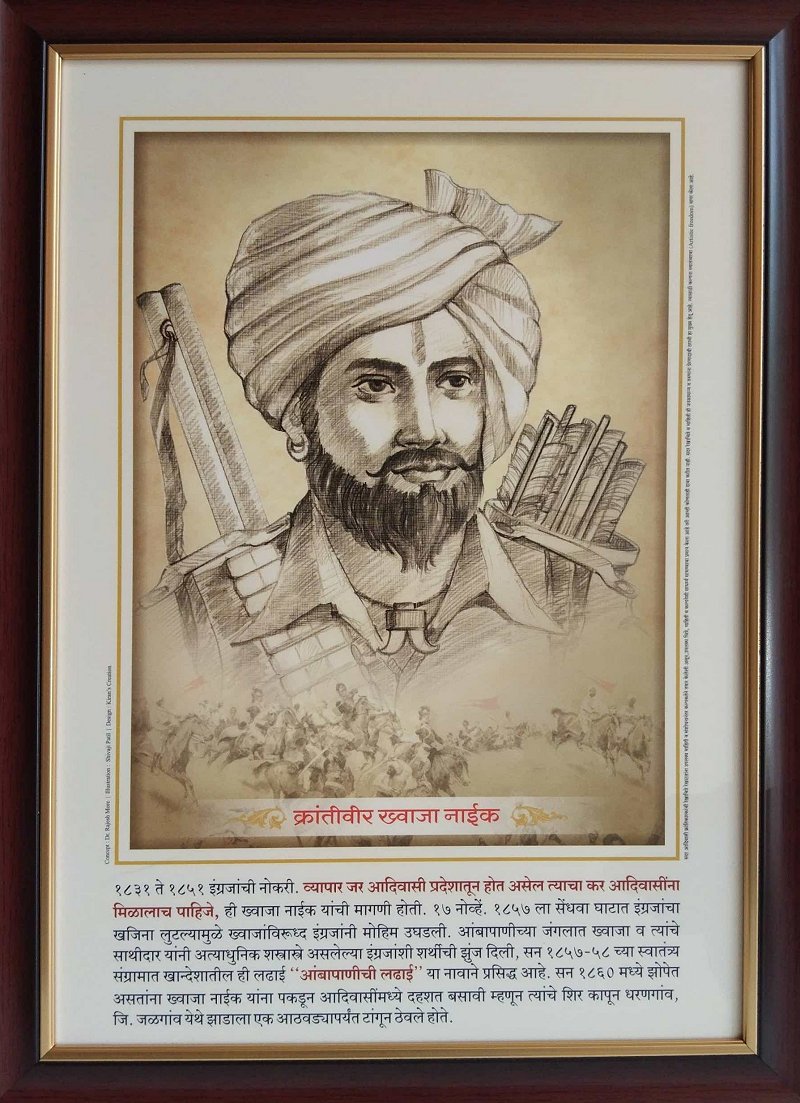 क्रांतीवीर ख्वाजा नाईक
१८३१ ते १८५१ इंग्रजांची नोकरी. व्यापार जर आदिवासी प्रदेशातून होत असेल त्याचा कर आदिवासींना
मिळालाच पाहिजे, ही ख्वाजा नाईक यांची मागणी होती. १७ नोव्हें. १८५७ ला सेंधवा घाटात इंग्रजांचा
खजिना लुटल्यामुळे ख्वाजांविरूध्द इंग्रजांनी मोहिम उघडली. आंबापाणीच्या जंगलात ख्वाजा व त्यांचे
साथीदार यांनी अत्याधुनिक शस्त्रास्त्रे असलेल्या इंग्रजांशी शर्थीची झुंज दिली, सन १८५७-५८ च्या स्वातंत्र्य
संग्रामात खान्देशातील ही लढाई ‘‘आंबापाणीची लढाई’’ या नावाने प्रसिद्ध आहे. सन १८६० मध्ये झोपेत
असतांना ख्वाजा नाईक यांना पकडून आदिवासींमध्ये दहशत बसावी म्हणून त्यांचे शिर कापून धरणगांव,
जि. जळगांव येथे झाडाला एक आठवड्यापर्यंत टांगून ठेवले होते.
Concept : Dr. Rajesh More | Illustration : Shivaji Patil | Design : Kiran's Creation